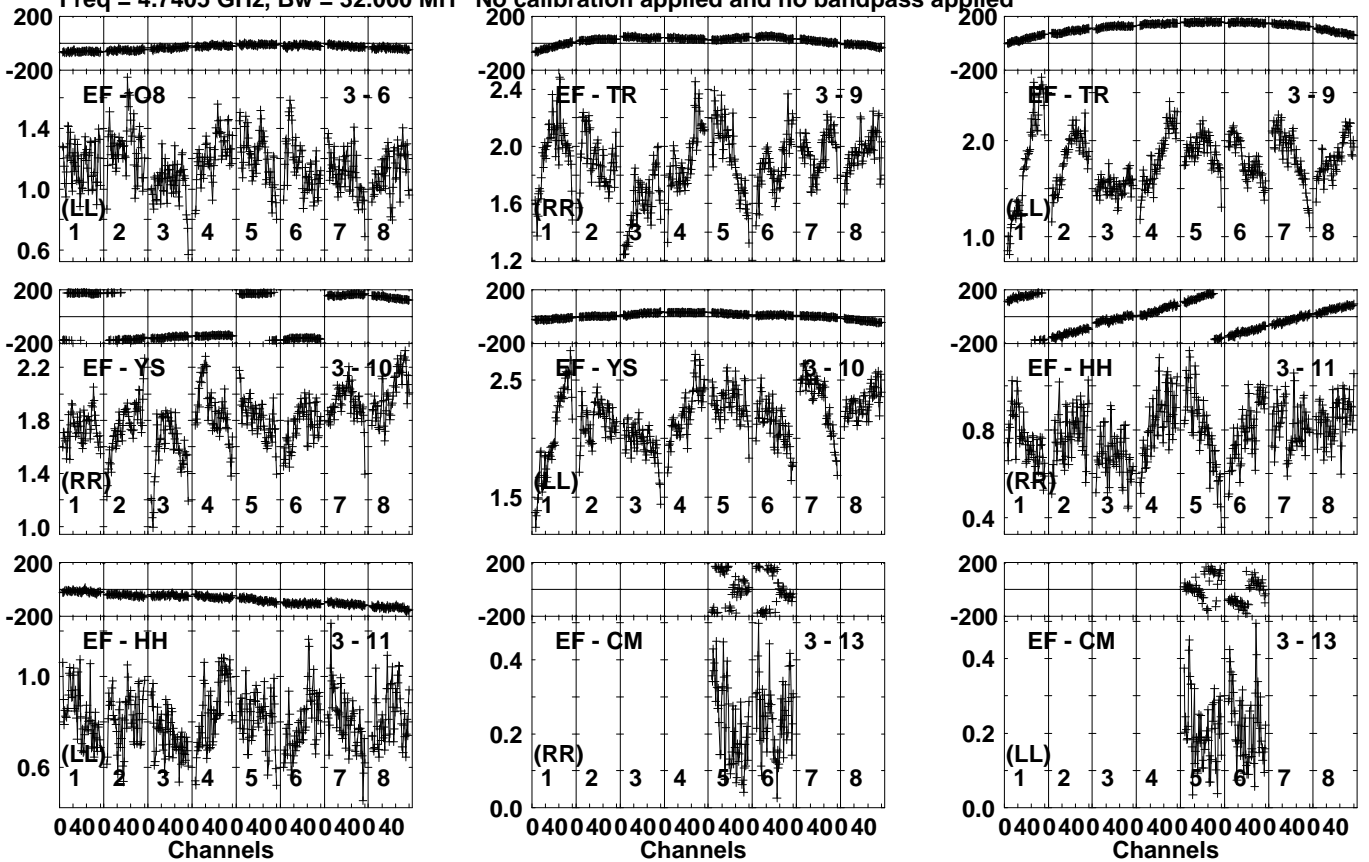 Freq = 4.7405 GHz, Bw = 32.000 MH No calibration applied and no bandpass applied
200
-200
EF - O8 3 - 6
1.4
1.0
0.6
(LL)
1 2 3 4 5 6 7 8
200
-200
EF - TR 3 - 9
2.4
2.0
1.6
1.2
(RR)
1 2 3 4 5 6 7 8
200
-200
EF - TR 3 - 9
2.0
1.0
(LL)
1 2 3 4 5 6 7 8
200
-200
EF - YS 3 - 10
2.2
1.8
1.4
1.0
(RR)
1 2 3 4 5 6 7 8
200
-200
EF - YS 3 - 10
2.5
1.5
(LL)
1 2 3 4 5 6 7 8
200
-200
EF - HH 3 - 11
0.8
0.4
(RR)
1 2 3 4 5 6 7 8
200
-200
EF - HH 3 - 11
1.0
0.6
(LL)
1 2 3 4 5 6 7 8
0 40 0 40 0 40 0 40 0 40 0 40 0 40 0 40
Channels
200
-200
EF - CM 3 - 13
0.4
0.2
0.0
(RR)
1 2 3 4 5 6 7 8
0 40 0 40 0 40 0 40 0 40 0 40 0 40 0 40
Channels
200
-200
EF - CM 3 - 13
0.4
0.2
0.0
(LL)
1 2 3 4 5 6 7 8
0 40 0 40 0 40 0 40 0 40 0 40 0 40 0 40
Channels